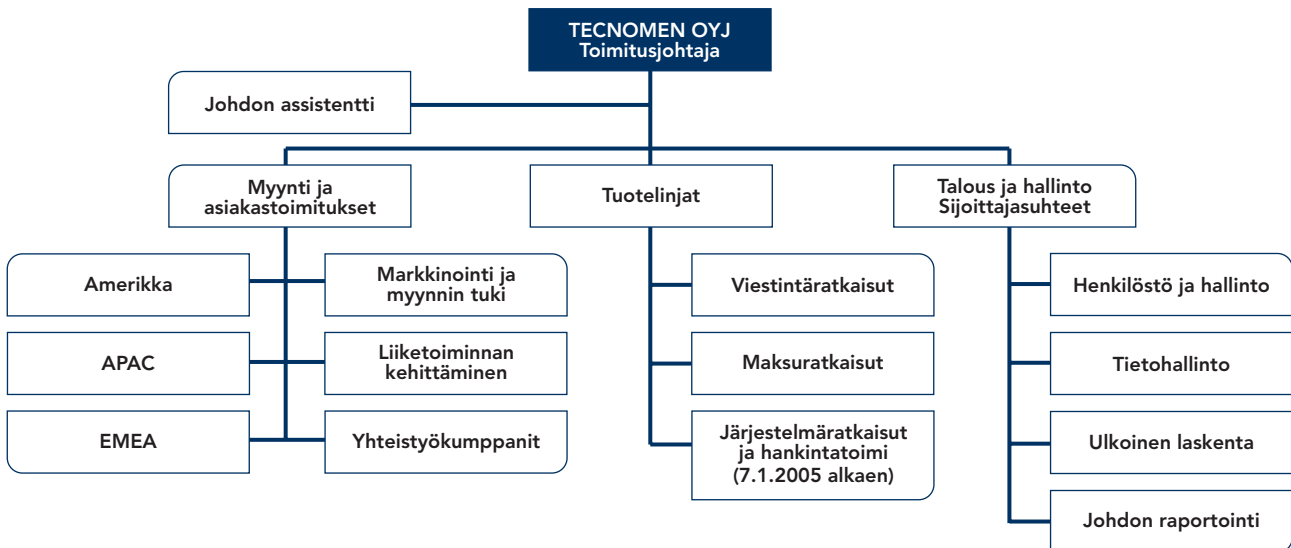 TECNOMEN OYJ
Toimitusjohtaja
Johdon assistentti
Myynti ja
asiakastoimitukset
Tuotelinjat
Talous ja hallinto
Sijoittajasuhteet
Amerikka
Markkinointi ja
myynnin tuki
APAC
Liiketoiminnan
kehittäminen
EMEA
Yhteistyökumppanit
Viestintäratkaisut
Maksuratkaisut
Järjestelmäratkaisut
ja hankintatoimi
(7.1.2005 alkaen)
Henkilöstö ja hallinto
Tietohallinto
Ulkoinen laskenta
Johdon raportointi